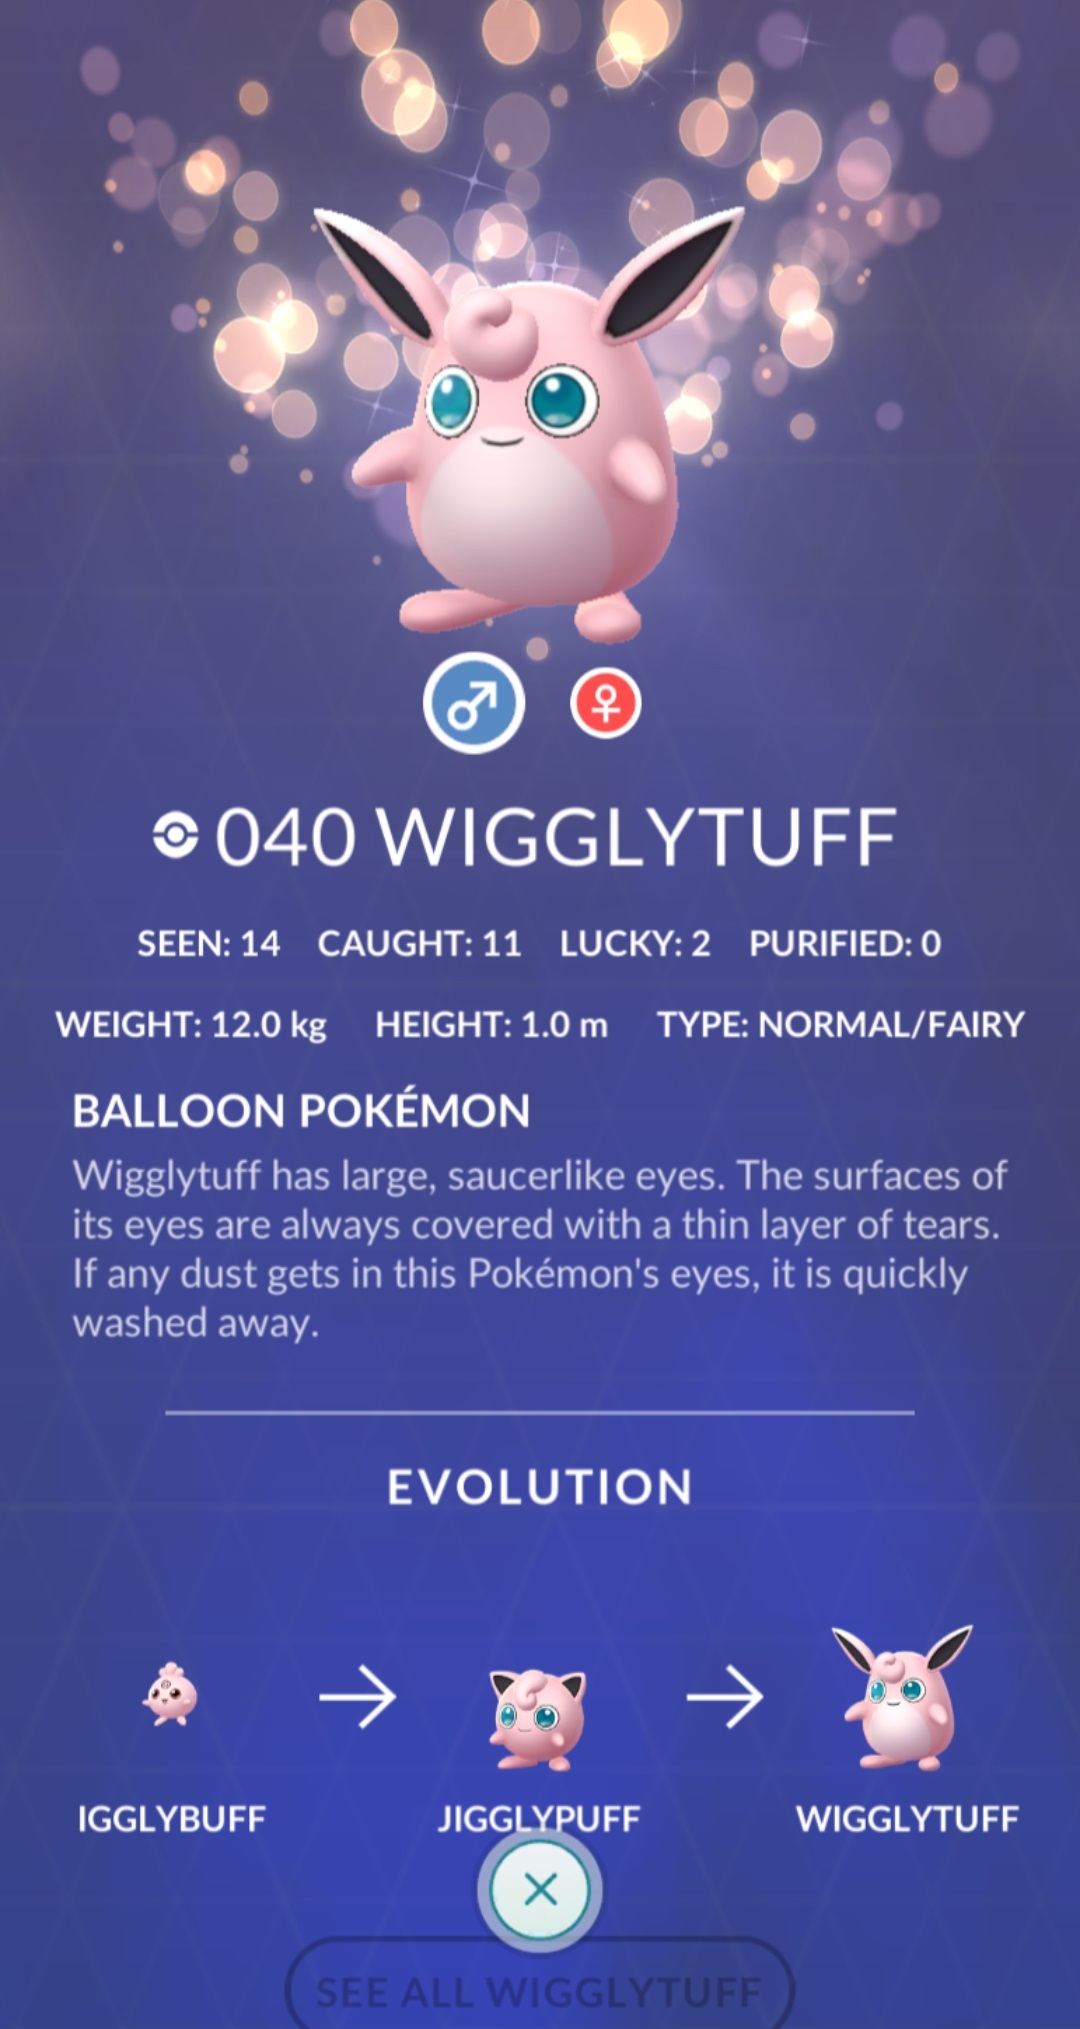 040 WIGGLYTUFF
SEEN: 14 CAUGHT: 11 LUCKY: 2 PURIFIED: 0
WEIGHT: 12.0 kg HEIGHT: 1.0 m TYPE: NORMAL/FAIRY
BALLOON POKÉMON
Wigglytuff has large, saucerlike eyes. The surfaces of
its eyes are always covered with a thin layer of tears.
If any dust gets in this Pokémon's eyes, it is quickly
washed away.
EVOLUTION
IGGLYBUFF JIGGLYPUFF WIGGLYTUFF
SEE ALL WIGGLYTUFF